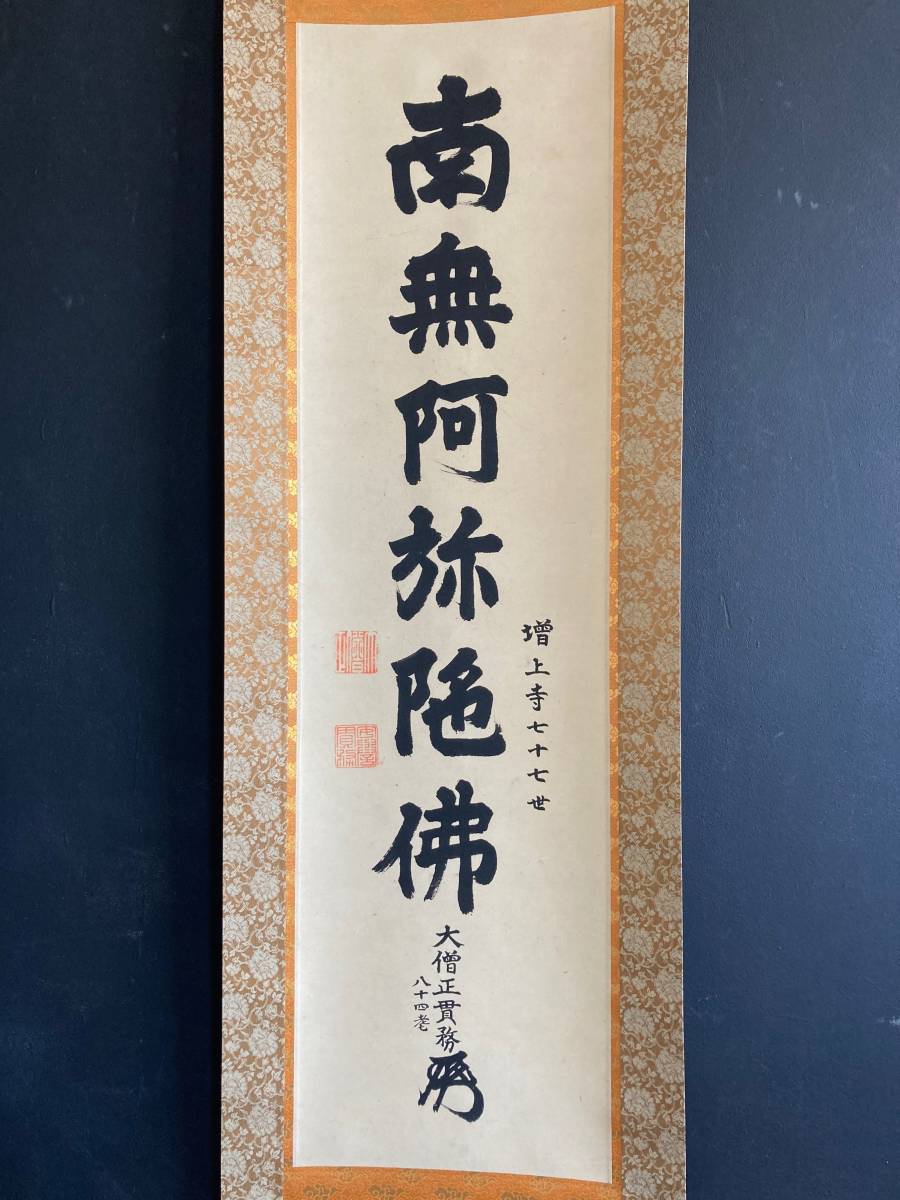 南無阿弥陁佛
増上寺七十七世
大僧正貫務
八十四老